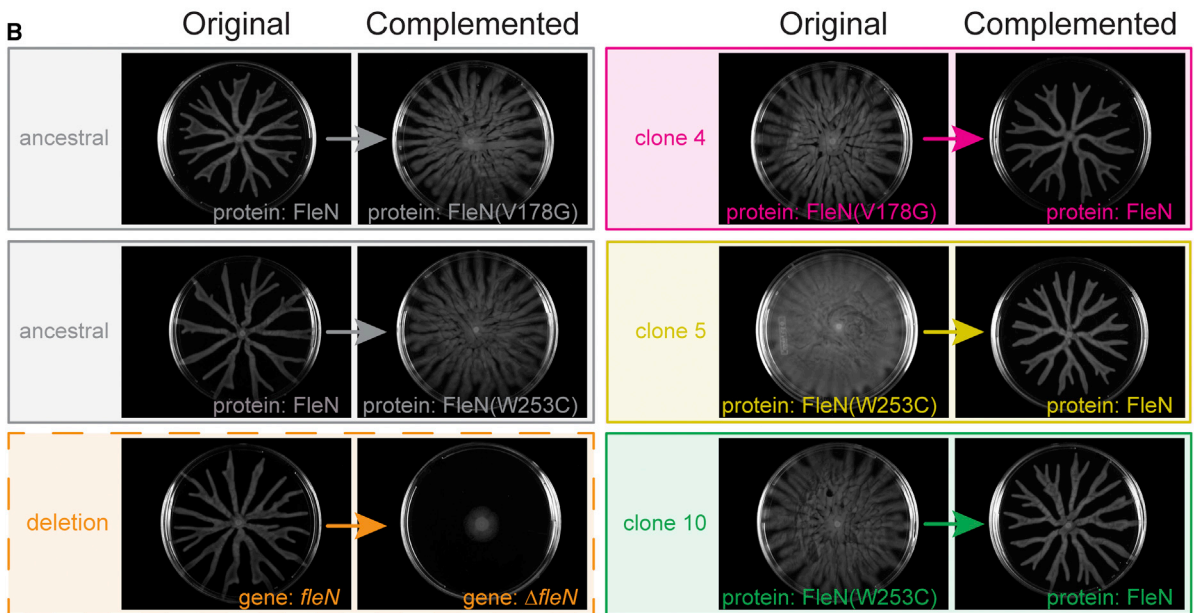 B
Original Complemented Original Complemented
ancestral
protein: FleN
protein: FleN(V178G)
clone 4
protein: FleN(V178G)
protein: FleN
ancestral
protein: FleN
protein: FleN(W253C)
clone 5
protein: FleN(W253C)
protein: FleN
deletion
gene: fleN
gene: ΔfleN
clone 10
protein: FleN(W253C)
protein: FleN